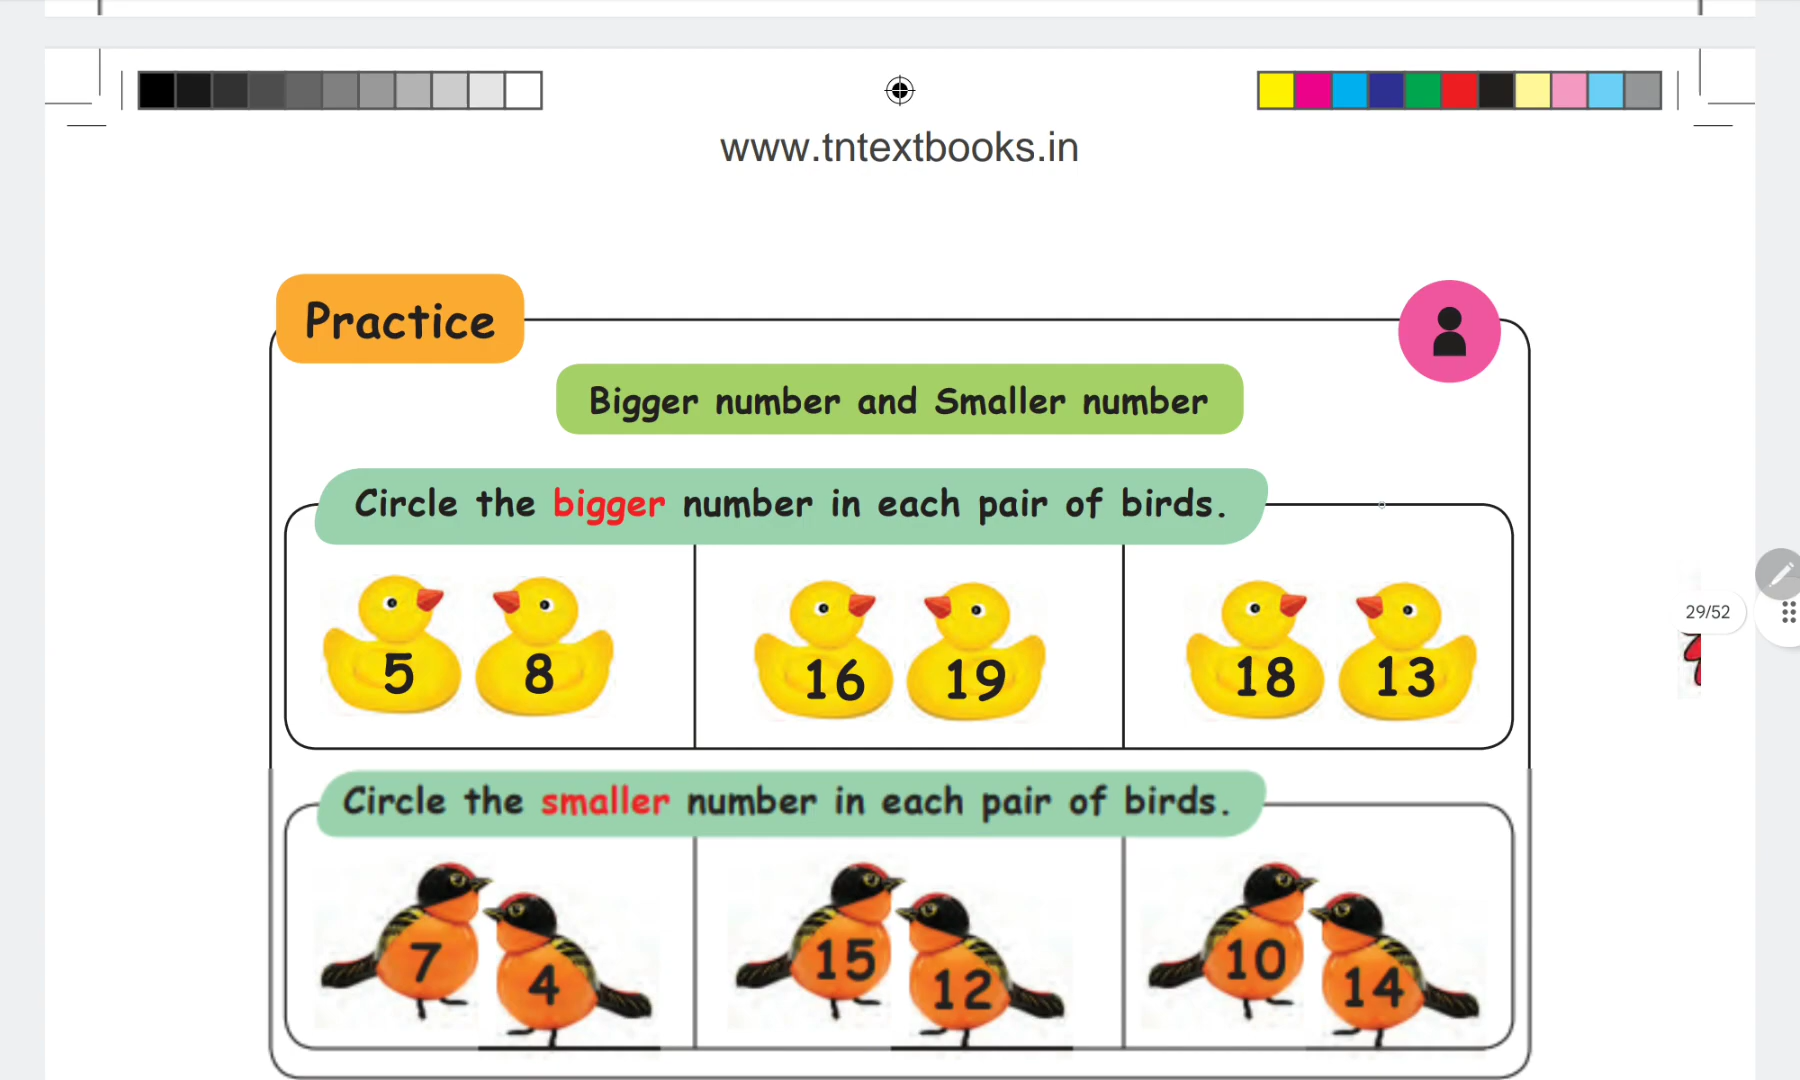 www.tntextbooks.in
Practice
Bigger number and Smaller number
Circle the bigger number in each pair of birds.
5 8 16 19 18 13
29/52
Circle the smaller number in each pair of birds.
7 4 15 12 10 14